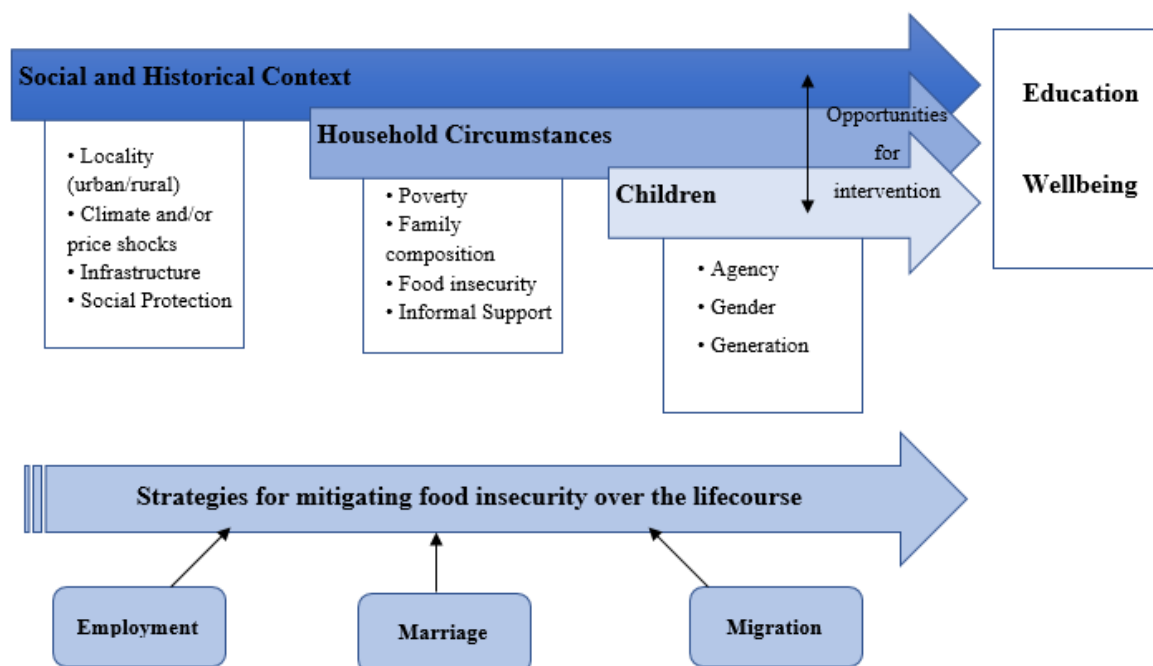 Social and Historical Context
• Locality
(urban/rural)
• Climate and/or
price shocks
• Infrastructure
• Social Protection
Household Circumstances
• Poverty
• Family
composition
• Food insecurity
• Informal Support
Children
• Agency
• Gender
• Generation
Opportunities
for
intervention
Education
Wellbeing
Strategies for mitigating food insecurity over the lifecourse
Employment
Marriage
Migration